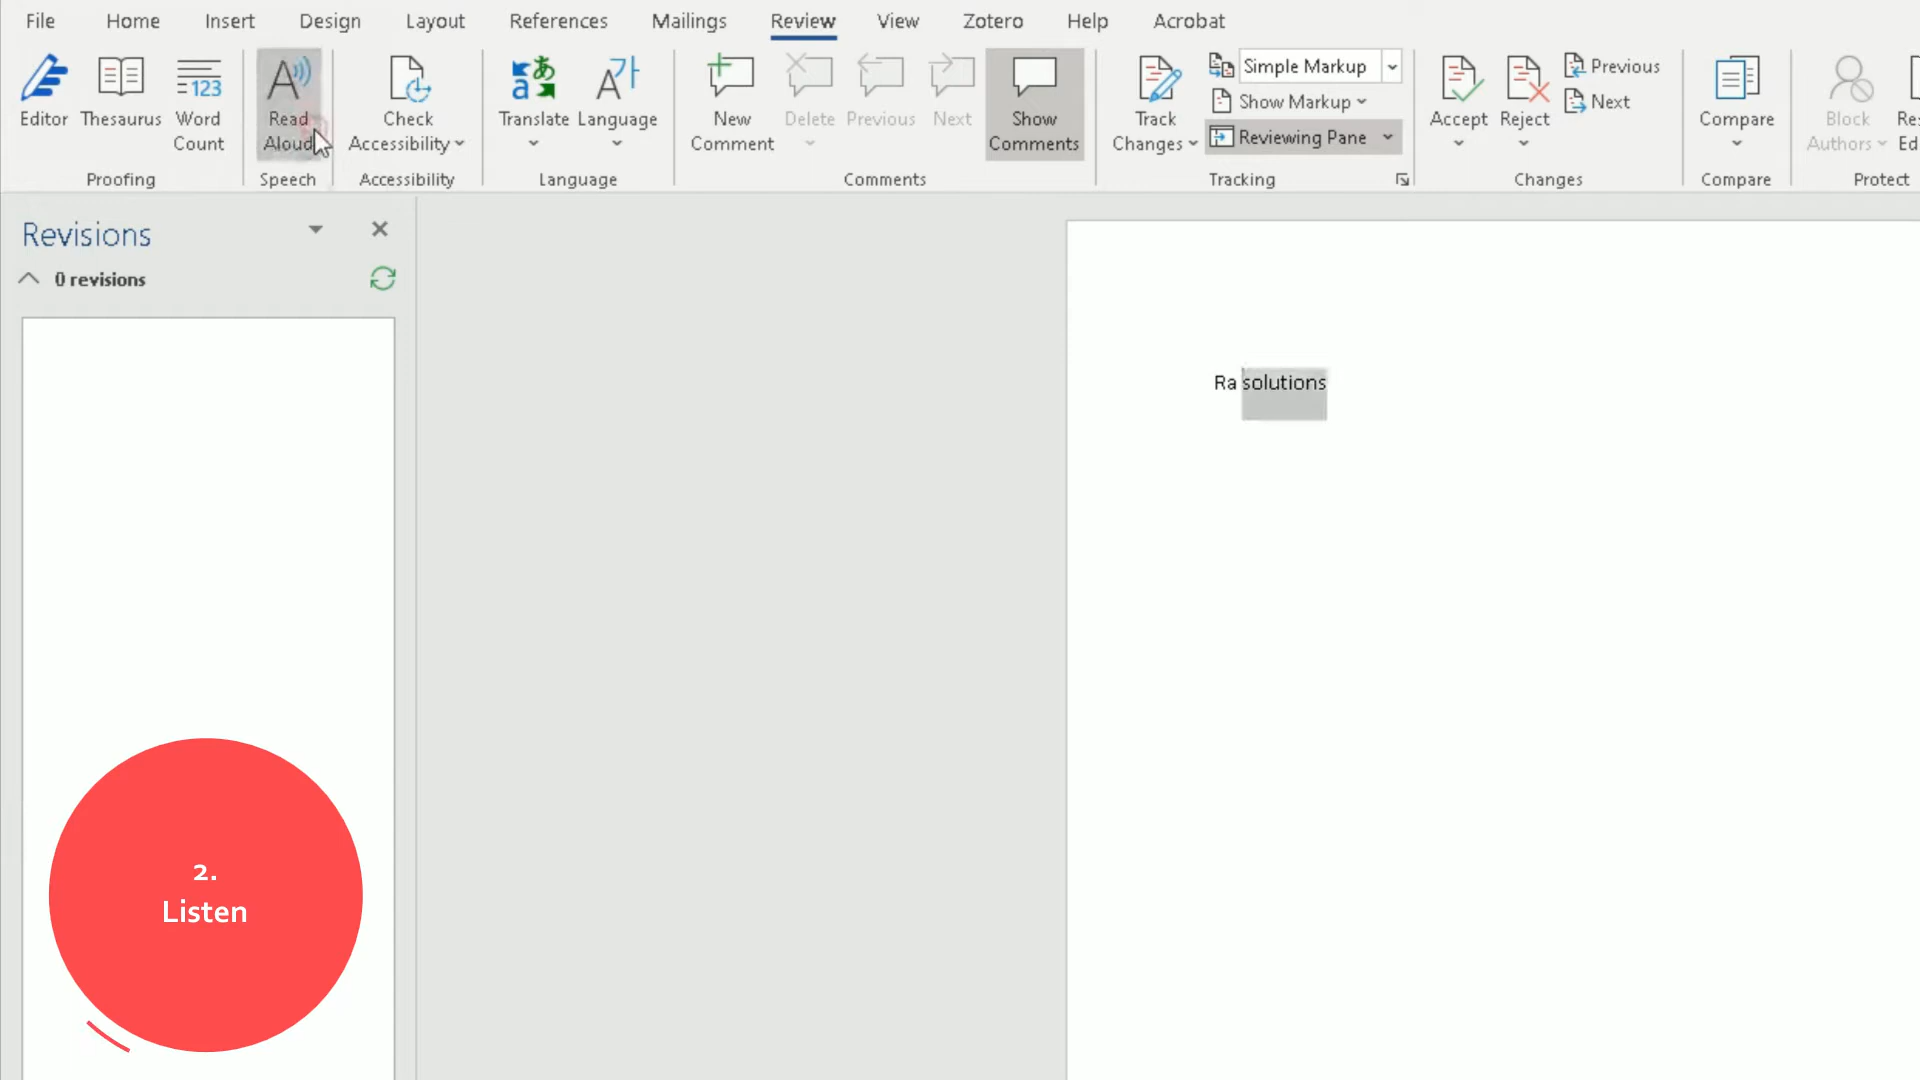 File Home Insert Design Layout References Mailings Review View Zotero Help Acrobat
Editor Thesaurus Word Count
Read Aloud
Check Accessibility
Translate Language
New Comment Delete Previous Next Show Comments
Track Changes
Simple Markup
Show Markup
Reviewing Pane
Accept Reject
Previous
Next
Compare
Block Authors
Proofing Speech Accessibility Language Comments Tracking Changes Compare Protect
Revisions
0 revisions
Ra solutions
2.
Listen